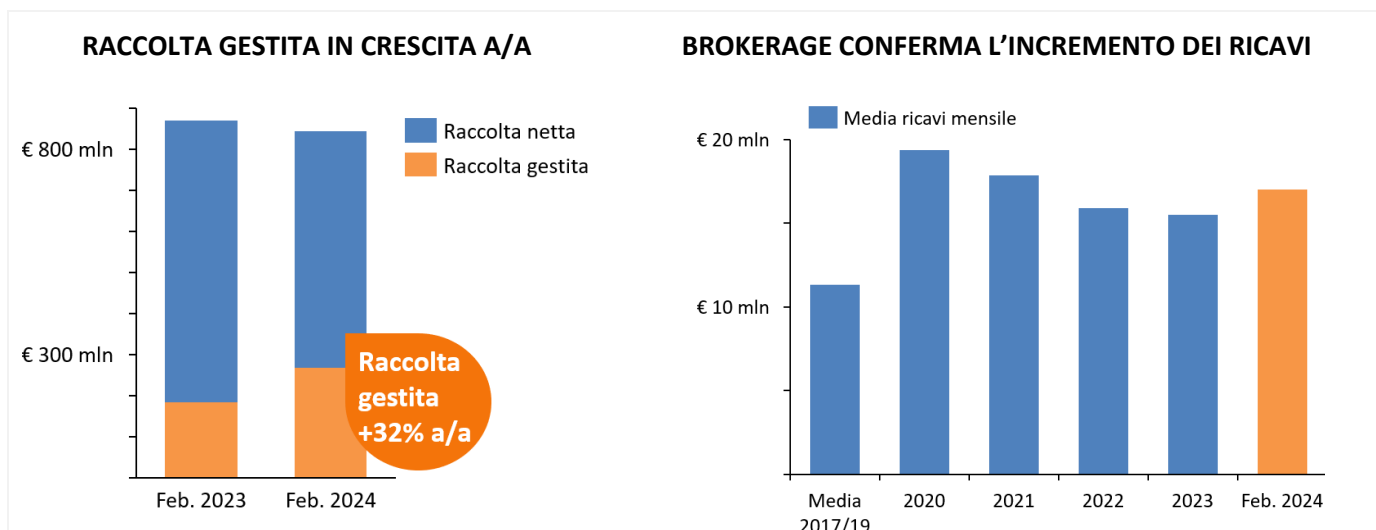 RACCOLTA GESTITA IN CRESCITA A/A
€ 800 mln
€ 300 mln
Raccolta netta
Raccolta gestita
Raccolta
gestita
+32% a/a
Feb. 2023
Feb. 2024
BROKERAGE CONFERMA L'INCREMENTO DEI RICAVI
Media ricavi mensile
€ 20 mln
€ 10 mln
Media
2017/19
2020
2021
2022
2023
Feb. 2024